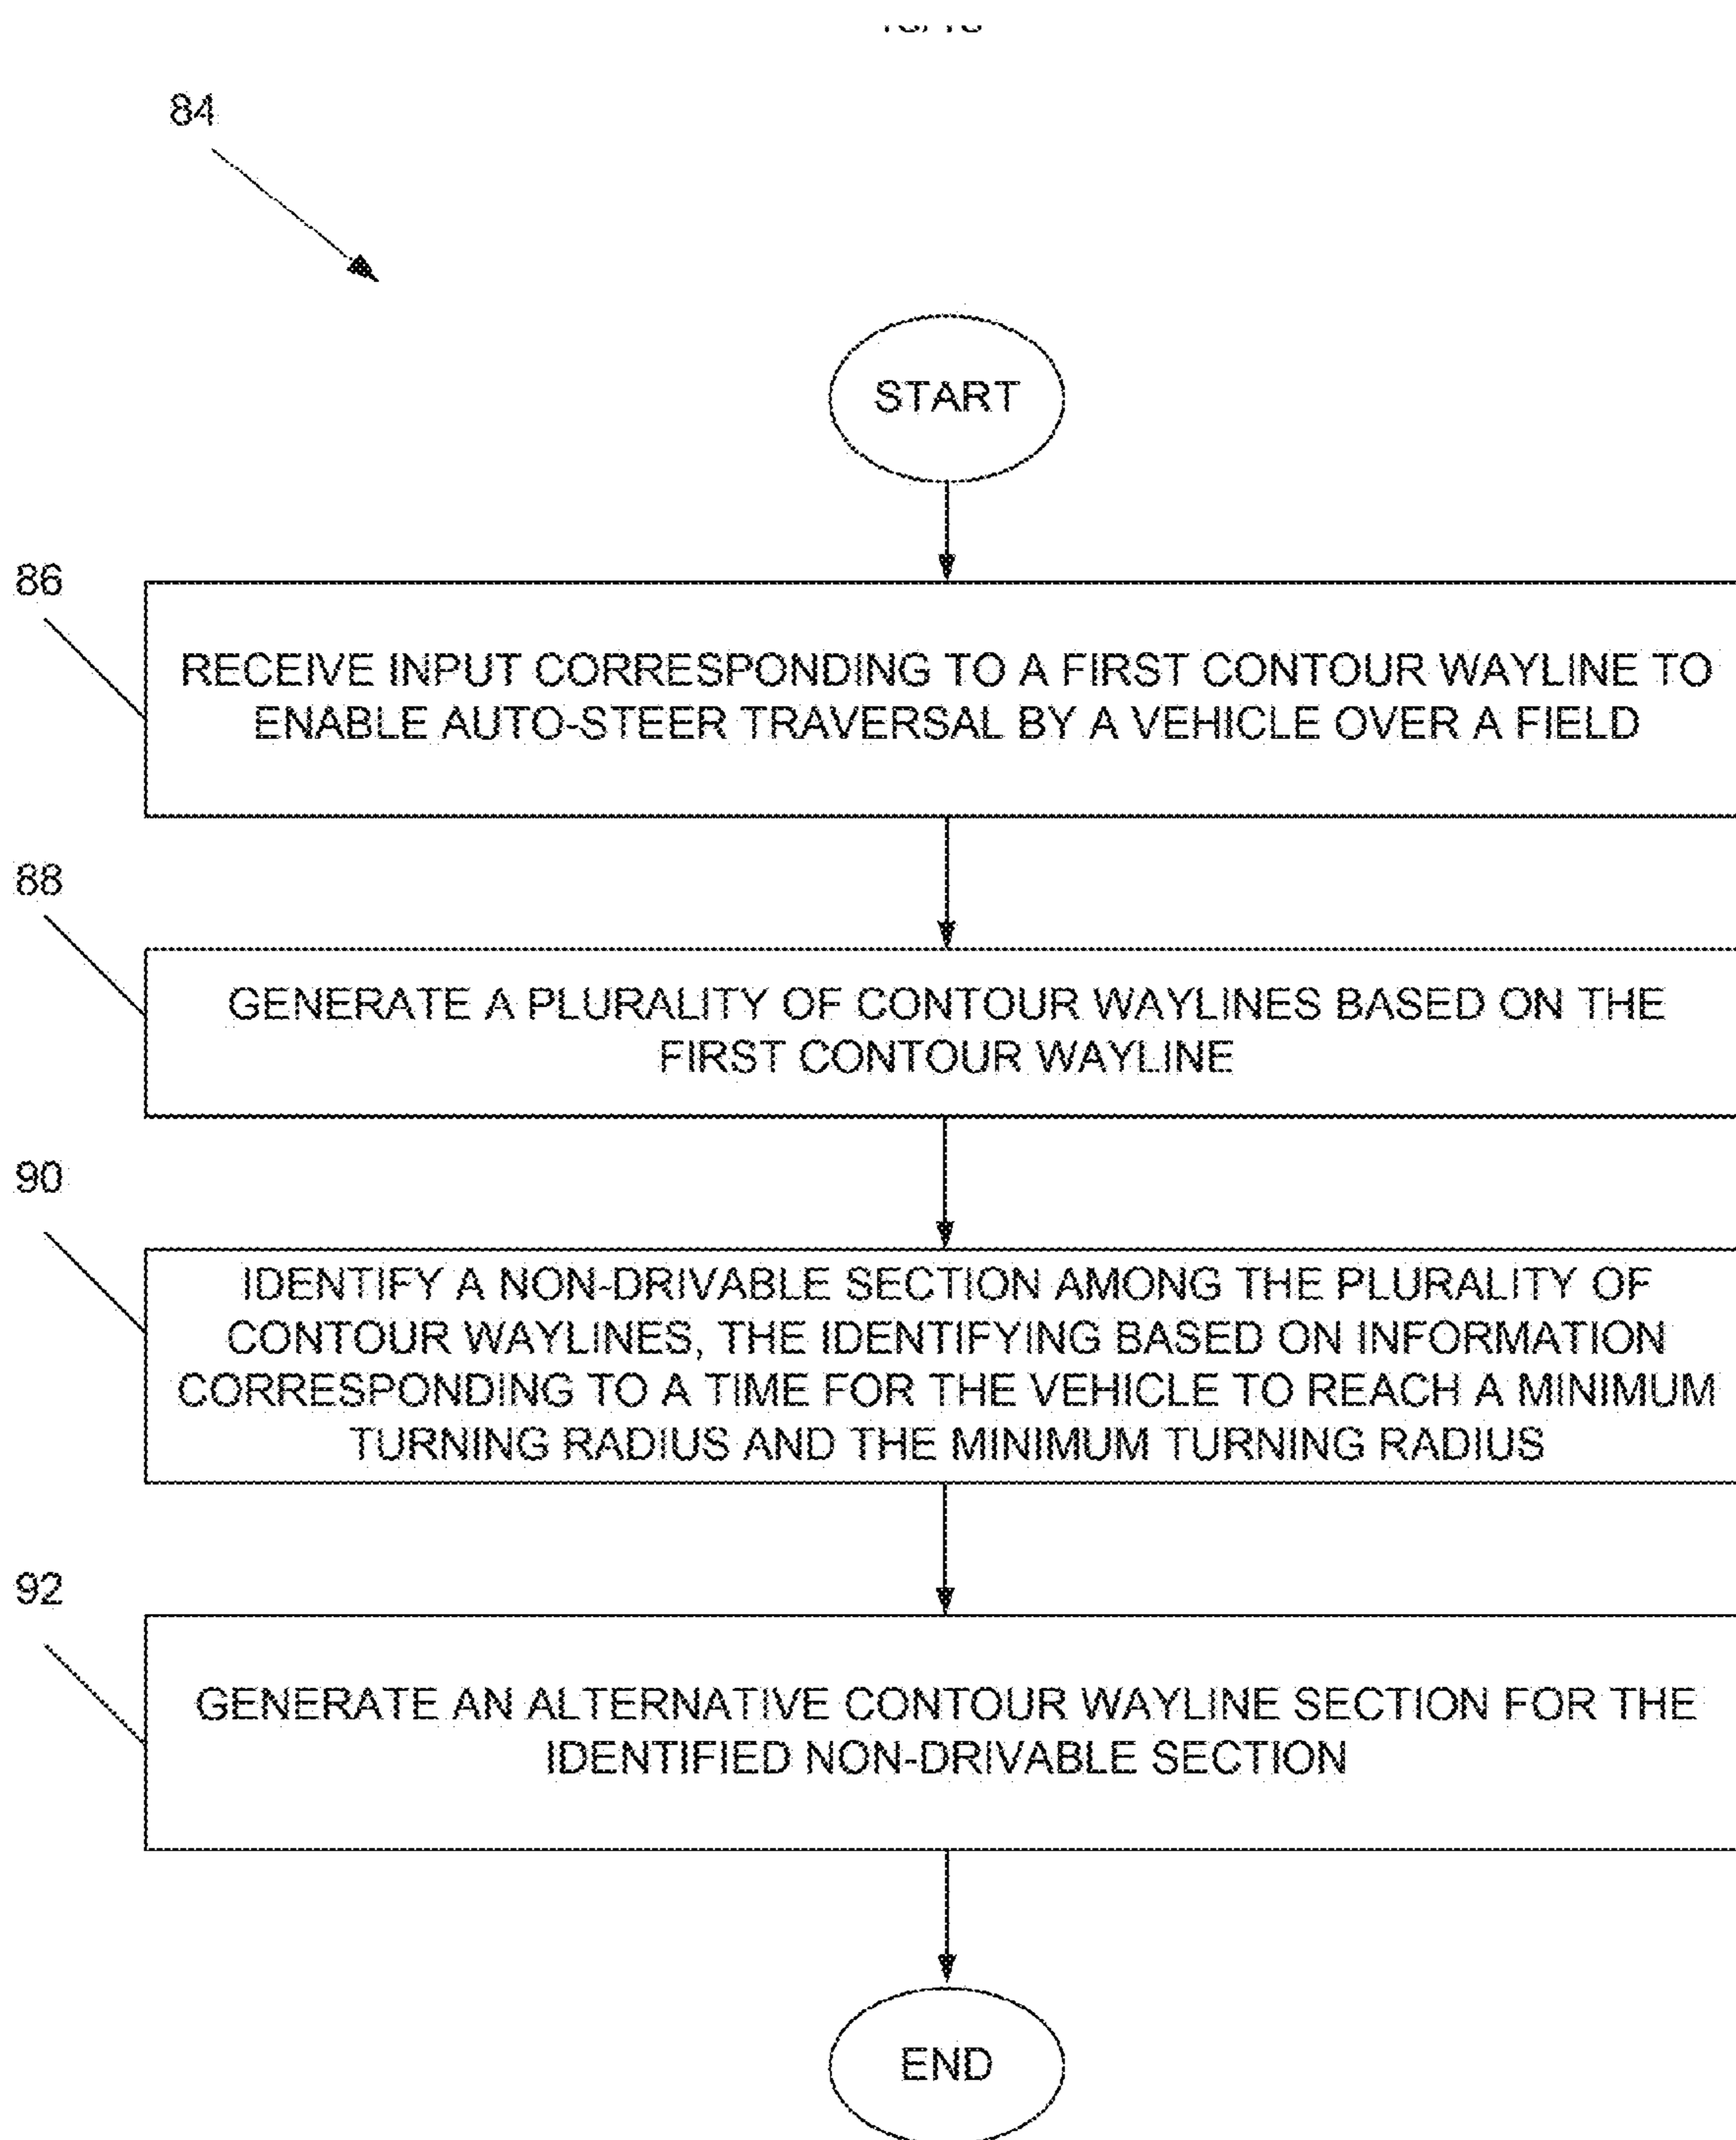 84
START
86
RECEIVE INPUT CORRESPONDING TO A FIRST CONTOUR WAYLINE TO
ENABLE AUTO-STEER TRAVERSAL BY A VEHICLE OVER A FIELD
88
GENERATE A PLURALITY OF CONTOUR WAYLINES BASED ON THE
FIRST CONTOUR WAYLINE
90
IDENTIFY A NON-DRIVABLE SECTION AMONG THE PLURALITY OF
CONTOUR WAYLINES, THE IDENTIFYING BASED ON INFORMATION
CORRESPONDING TO A TIME FOR THE VEHICLE TO REACH A MINIMUM
TURNING RADIUS AND THE MINIMUM TURNING RADIUS
92
GENERATE AN ALTERNATIVE CONTOUR WAYLINE SECTION FOR THE
IDENTIFIED NON-DRIVABLE SECTION
END